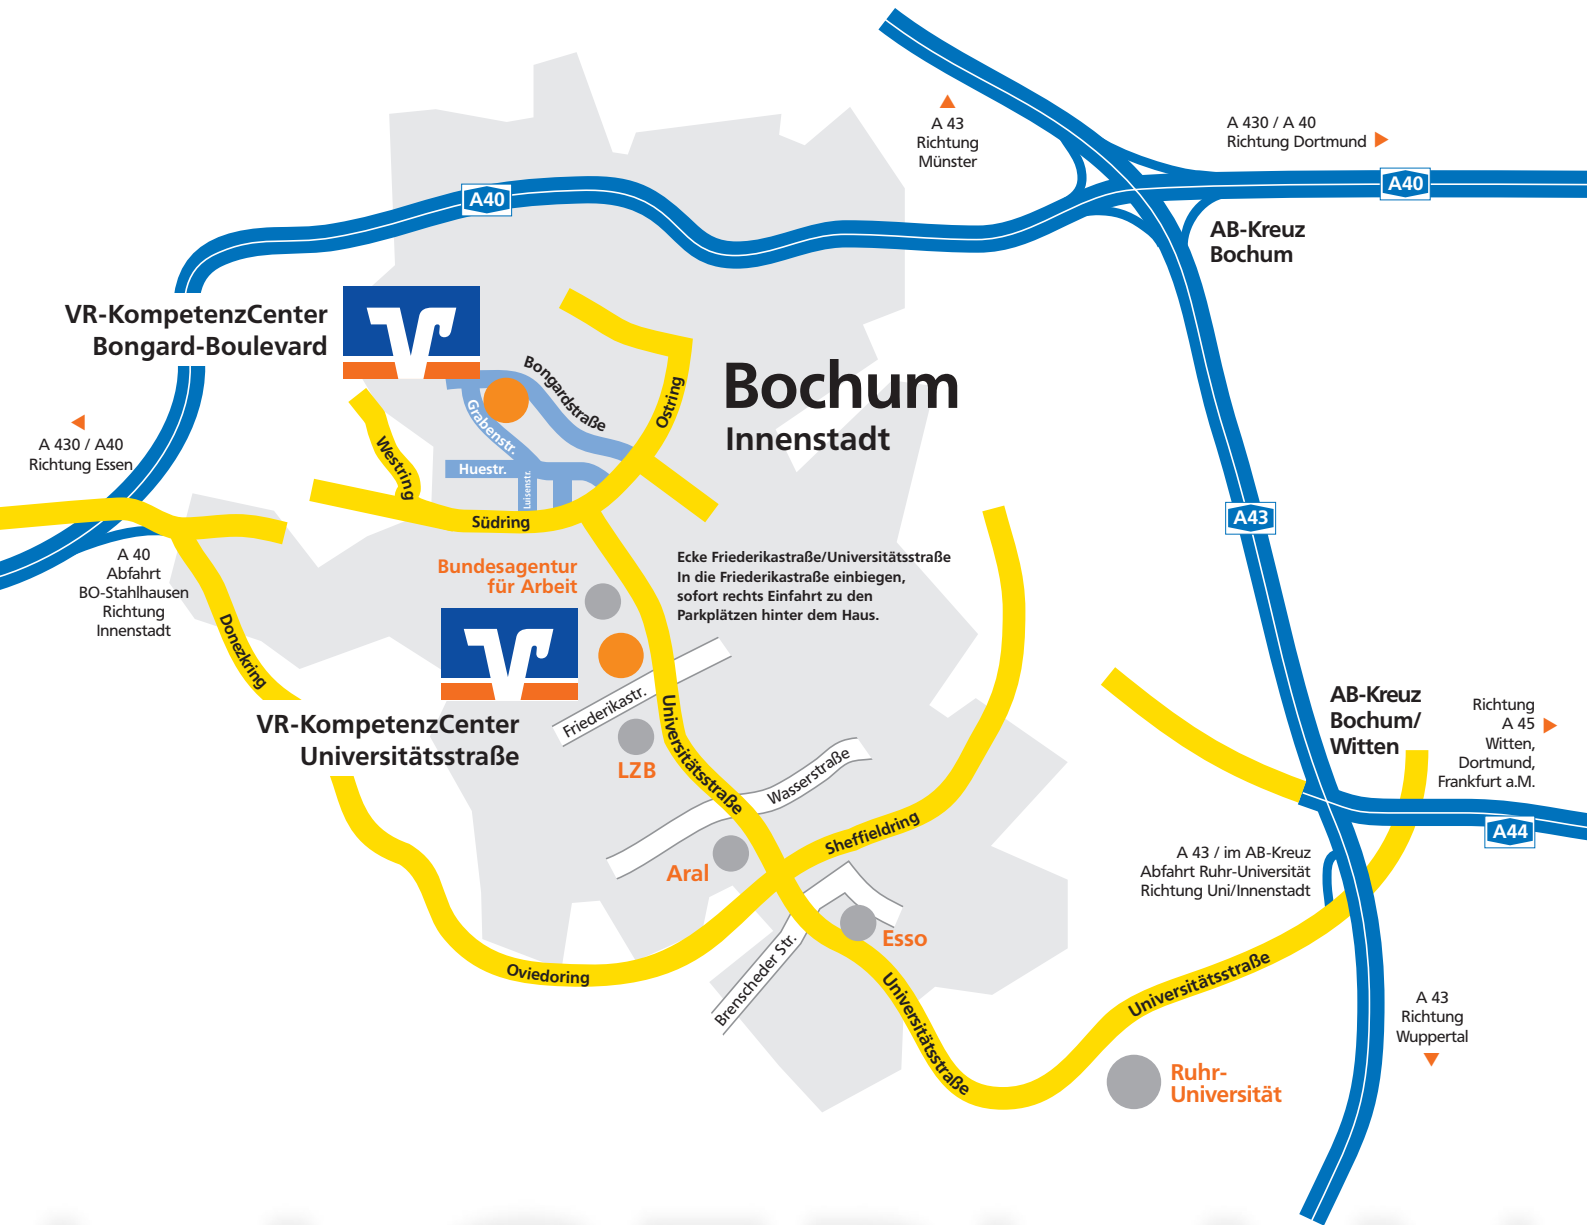 A 43
Richtung
Münster
A 430 / A 40
Richtung Dortmund
A40
A40
AB-Kreuz
Bochum
VR-KompetenzCenter
Bongard-Boulevard
Bongardstraße
Grabenstr.
Ostring
Bochum
Innenstadt
A 430 / A40
Richtung Essen
Westring
Huestr.
Luisenstr.
Südring
A43
A 40
Abfahrt
BO-Stahlhausen
Richtung
Innenstadt
Bundesagentur
für Arbeit
Ecke Friederikastraße/Universitätsstraße
In die Friederikastraße einbiegen,
sofort rechts Einfahrt zu den
Parkplätzen hinter dem Haus.
Donezkring
Friederikastr.
Universitätsstraße
VR-KompetenzCenter
Universitätsstraße
LZB
Wasserstraße
AB-Kreuz
Bochum/
Witten
Richtung
A 45
Witten,
Dortmund,
Frankfurt a.M.
A44
Sheffieldring
Aral
A 43 / im AB-Kreuz
Abfahrt Ruhr-Universität
Richtung Uni/Innenstadt
Esso
Oviedoring
Brenscheder Str.
Universitätsstraße
Universitätsstraße
A 43
Richtung
Wuppertal
Ruhr-
Universität